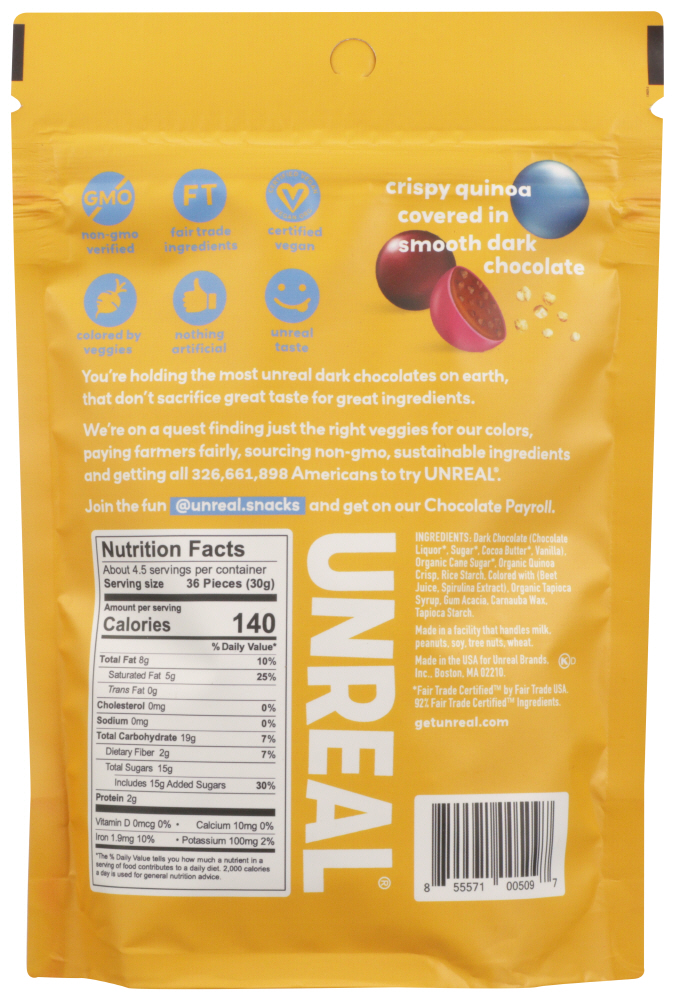 GMO
non-gmo
verified
FT
fair trade
ingredients
certified
vegan
crispy quinoa
covered in
smooth dark
chocolate
colored by
veggies
nothing
artificial
unreal
taste
You're holding the most unreal dark chocolates on earth,
that don't sacrifice great taste for great ingredients.
We're on a quest finding just the right veggies for our colors,
paying farmers fairly, sourcing non-gmo, sustainable ingredients
and getting all 326,661,898 Americans to try UNREAL®.
Join the fun @unreal.snacks and get on our Chocolate Payroll.
Nutrition Facts
About 4.5 servings per container
Serving size 36 Pieces (30g)
Amount per serving
Calories 140
% Daily Value*
Total Fat 8g 10%
Saturated Fat 5g 25%
Trans Fat 0g
Cholesterol 0mg 0%
Sodium 0mg 0%
Total Carbohydrate 19g 7%
Dietary Fiber 2g 7%
Total Sugars 15g
Includes 15g Added Sugars 30%
Protein 2g
Vitamin D 0mcg 0% • Calcium 10mg 0%
Iron 1.9mg 10% • Potassium 100mg 2%
*The % Daily Value tells you how much a nutrient in a
serving of food contributes to a daily diet. 2,000 calories
a day is used for general nutrition advice.
UNREAL®
INGREDIENTS: Dark Chocolate (Chocolate
Liquor*, Sugar*, Cocoa Butter*, Vanilla),
Organic Cane Sugar*, Organic Quinoa
Crisp, Rice Starch, Colored with (Beet
Juice, Spirulina Extract), Organic Tapioca
Syrup, Gum Acacia, Carnauba Wax,
Tapioca Starch.
Made in a facility that handles milk,
peanuts, soy, tree nuts, wheat.
Made in the USA for Unreal Brands,
Inc., Boston, MA 02210.
K D
*Fair Trade Certified™ by Fair Trade USA.
92% Fair Trade Certified™ Ingredients.
getunreal.com
8 55571 00509 7